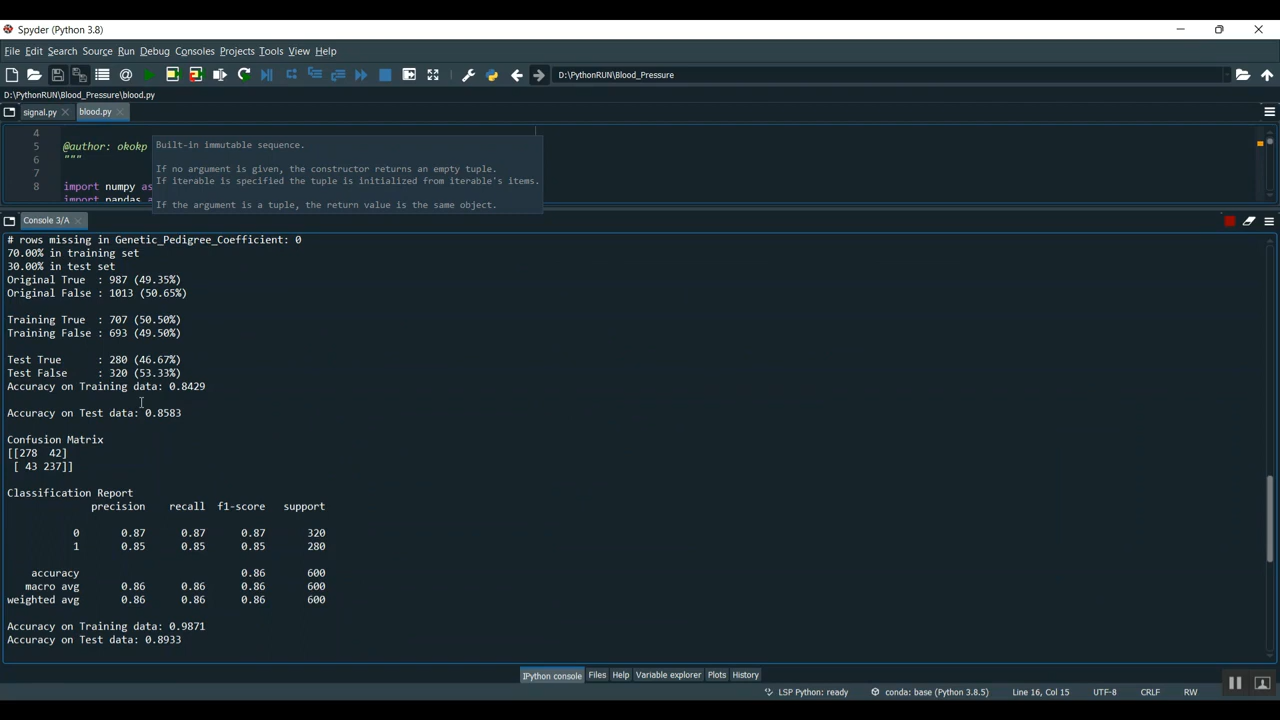 Spyder (Python 3.8)
File Edit Search Source Run Debug Consoles Projects Tools View Help
D:\PythonRUN\Blood_Pressure
D:\PythonRUN\Blood_Pressure\blood.py
signal.py blood.py
4
5 @author: okokp
6 """
7
8 import numpy as
import pandas
Built-in immutable sequence.
If no argument is given, the constructor returns an empty tuple.
If iterable is specified the tuple is initialized from iterable's items.
If the argument is a tuple, the return value is the same object.
Console 3/A
# rows missing in Genetic_Pedigree_Coefficient: 0
70.00% in training set
30.00% in test set
Original True : 987 (49.35%)
Original False : 1013 (50.65%)
Training True : 707 (50.50%)
Training False : 693 (49.50%)
Test True : 280 (46.67%)
Test False : 320 (53.33%)
Accuracy on Training data: 0.8429
Accuracy on Test data: 0.8583
Confusion Matrix
[[278 42]
[ 43 237]]
Classification Report
precision recall f1-score support
0 0.87 0.87 0.87 320
1 0.85 0.85 0.85 280
accuracy 0.86 600
macro avg 0.86 0.86 0.86 600
weighted avg 0.86 0.86 0.86 600
Accuracy on Training data: 0.9871
Accuracy on Test data: 0.8933
IPython console Files Help Variable explorer Plots History
LSP Python: ready conda: base (Python 3.8.5) Line 16, Col 15 UTF-8 CRLF RW